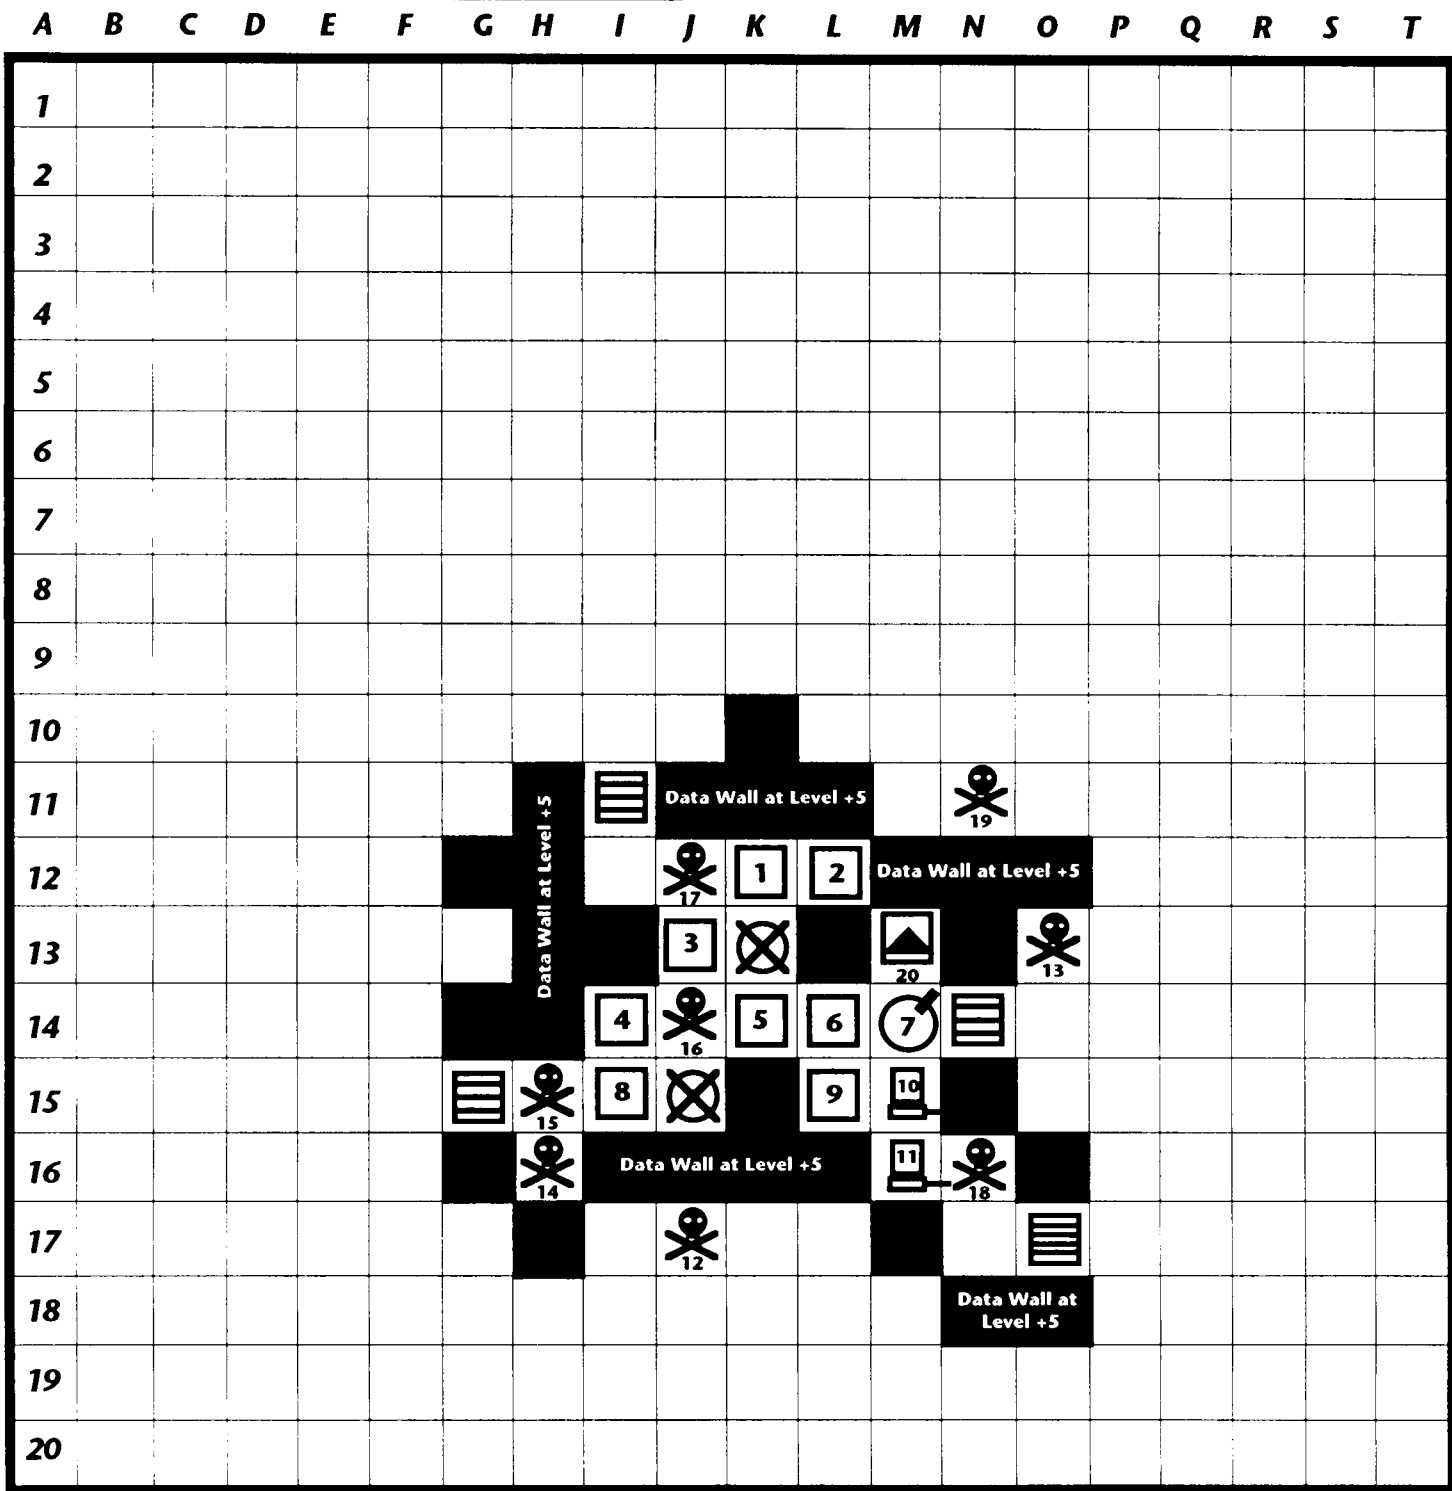 A B C D E F G H I J K L M N O P Q R S T
1
2
3
4
5
6
7
8
9
10
11 Data Wall at Level +5 19
Data Wall at Level +5
12 17 1 2 Data Wall at Level +5
13 3 20 13
14 4 16 5 6 7
15 15 8 9 10
16 14 Data Wall at Level +5 11 18
17 12
18 Data Wall at
Level +5
19
20